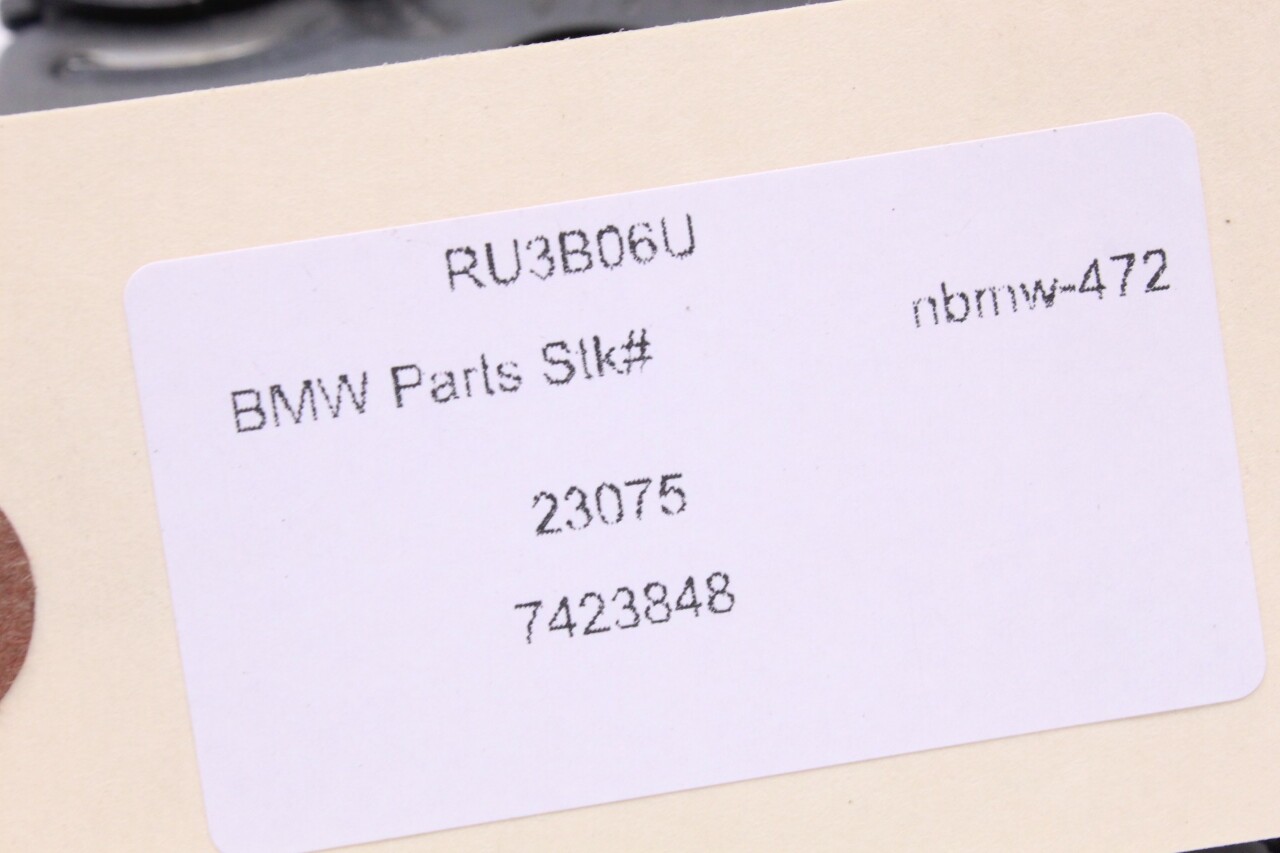 RU3B06U
nbmw-472
BMW Parts Stk#
23075
7423848